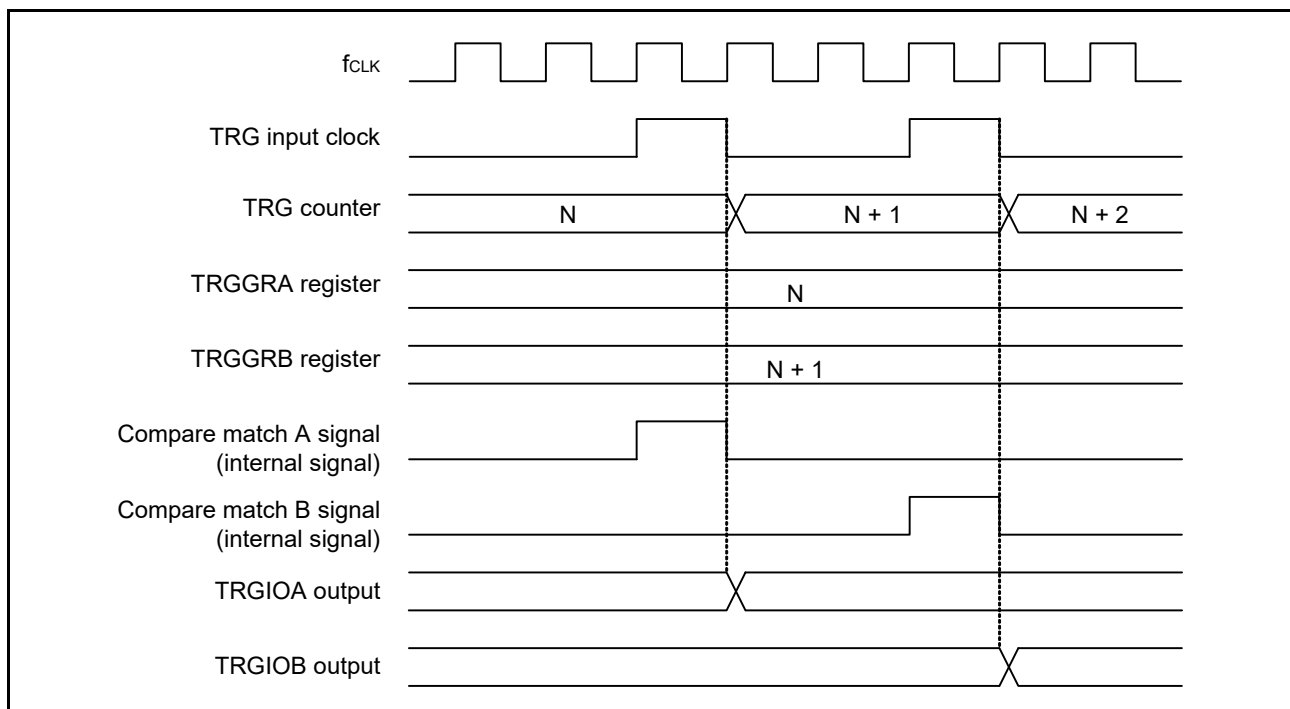 fCLK
TRG input clock
TRG counter
N
N + 1
N + 2
TRGGRA register
N
TRGGRB register
N + 1
Compare match A signal
(internal signal)
Compare match B signal
(internal signal)
TRGIOA output
TRGIOB output